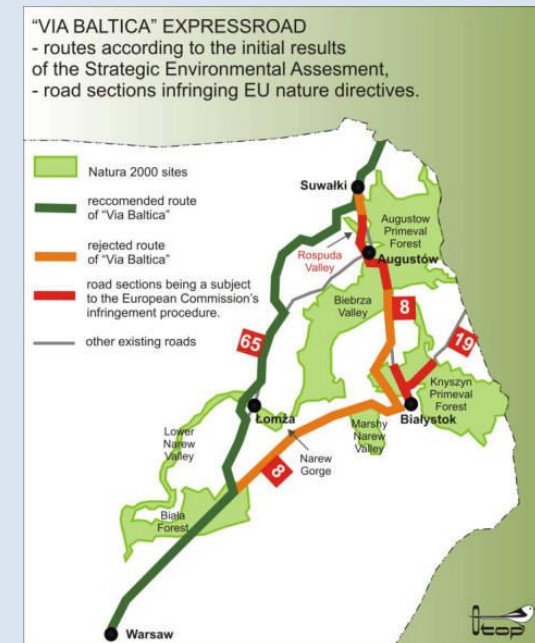 “VIA BALTICA” EXPRESSROAD
- routes according to the initial results
of the Strategic Environmental Assesment,
- road sections infringing EU nature directives.
Natura 2000 sites
reccomended route
of “Via Baltica”
rejected route
of “Via Baltica”
road sections being a subject
to the European Commission’s
infringement procedure.
other existing roads
Suwałki
Augustow
Primeval
Forest
Rospuda
Valley
Augustów
Biebrza
Valley
8
65
19
Knyszyn
Primeval
Forest
Łomża
Białystok
Lower
Narew
Valley
Marshy
Narew
Valley
Narew
Gorge
8
Biała
Forest
Warsaw
otop